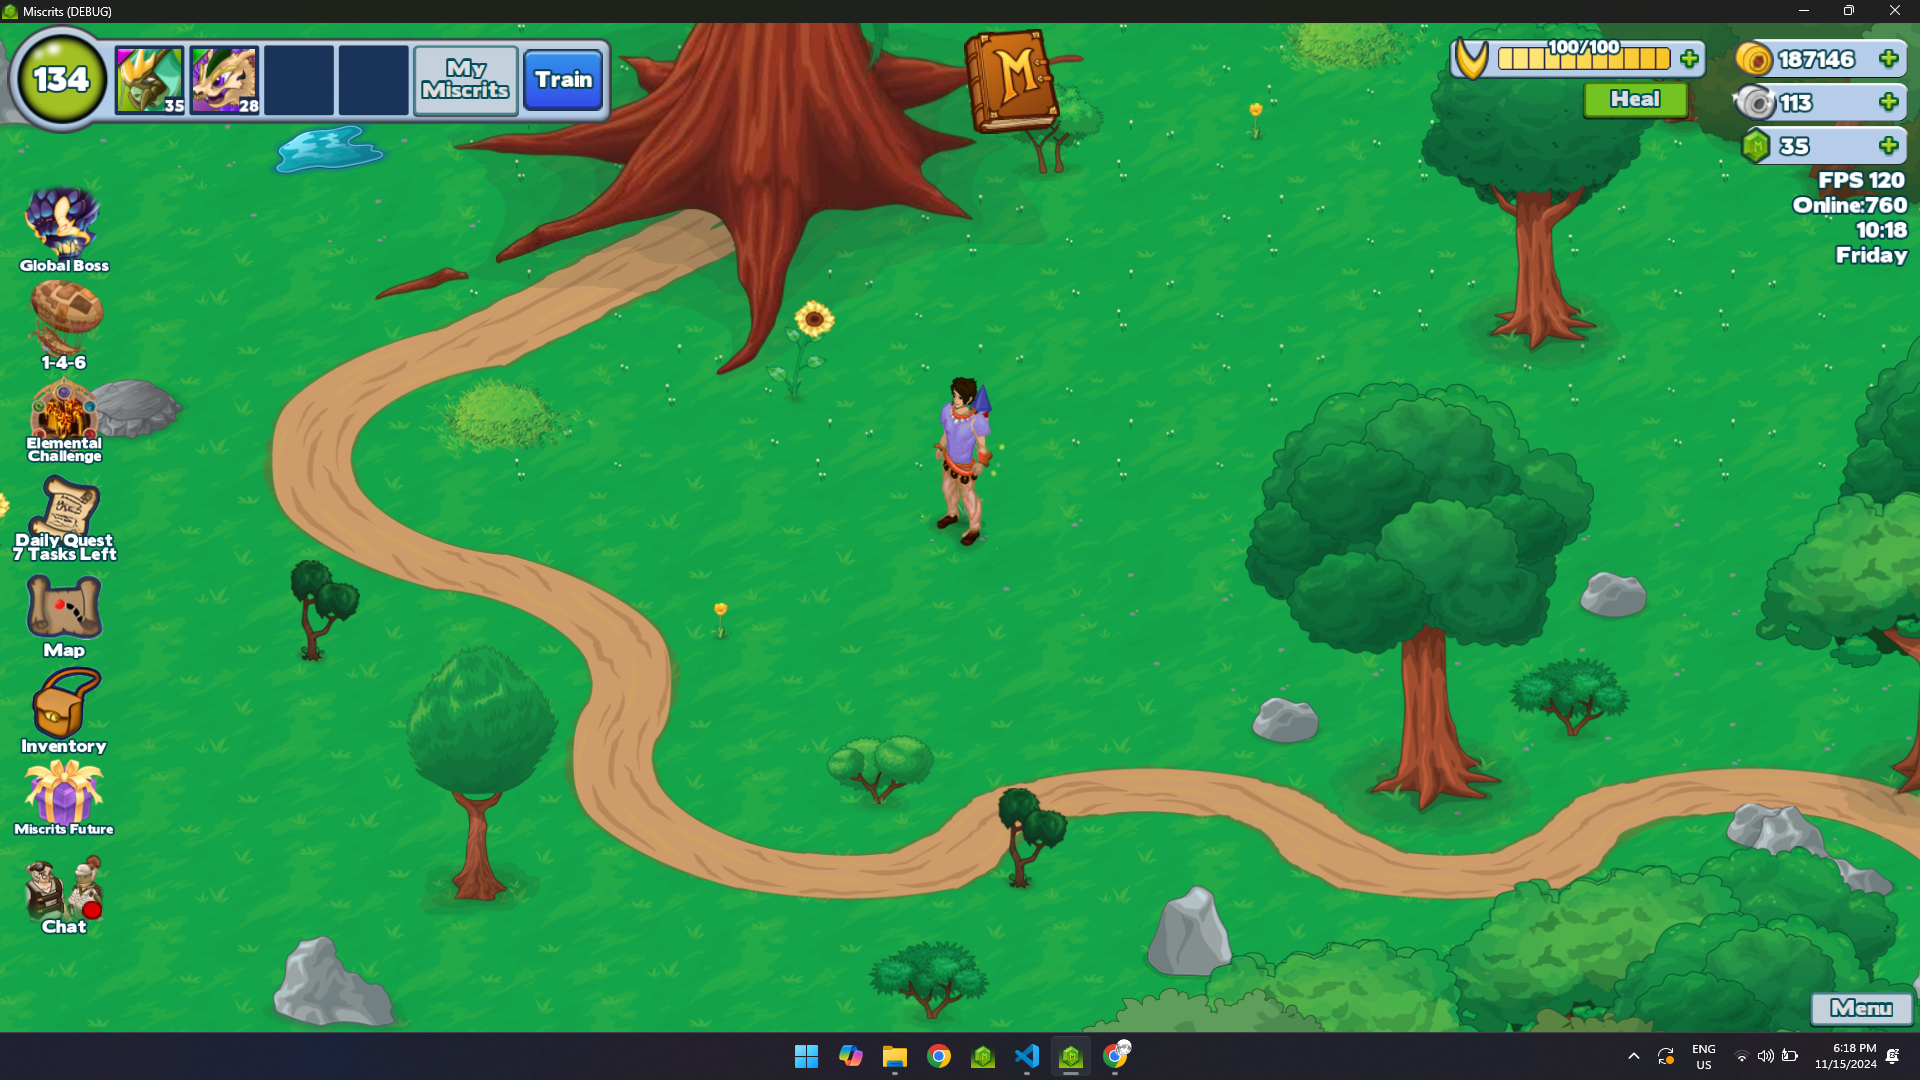 Miscrits (DEBUG)
134
35
28
My
Miscrits
Train
M
100/100
Heal
187146
113
35
FPS 120
Online:760
10:18
Friday
Global Boss
1-4-6
Elemental
Challenge
Daily Quest
7 Tasks Left
Map
Inventory
Miscrits Future
Chat
Menu
ENG
US
6:18 PM
11/15/2024